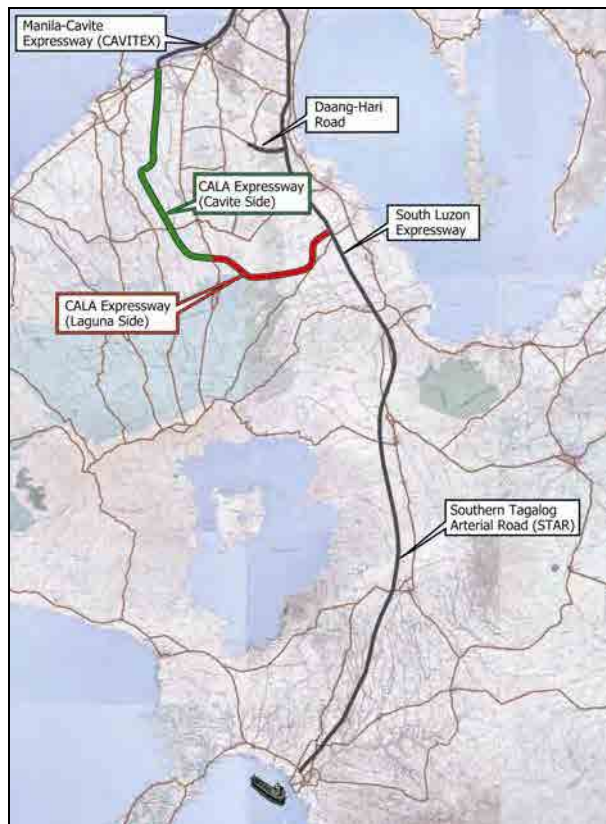 Manila-Cavite
Expressway (CAVITEX)
Daang-Hari
Road
CALA Expressway
(Cavite Side)
South Luzon
Expressway
CALA Expressway
(Laguna Side)
Southern Tagalog
Arterial Road (STAR)